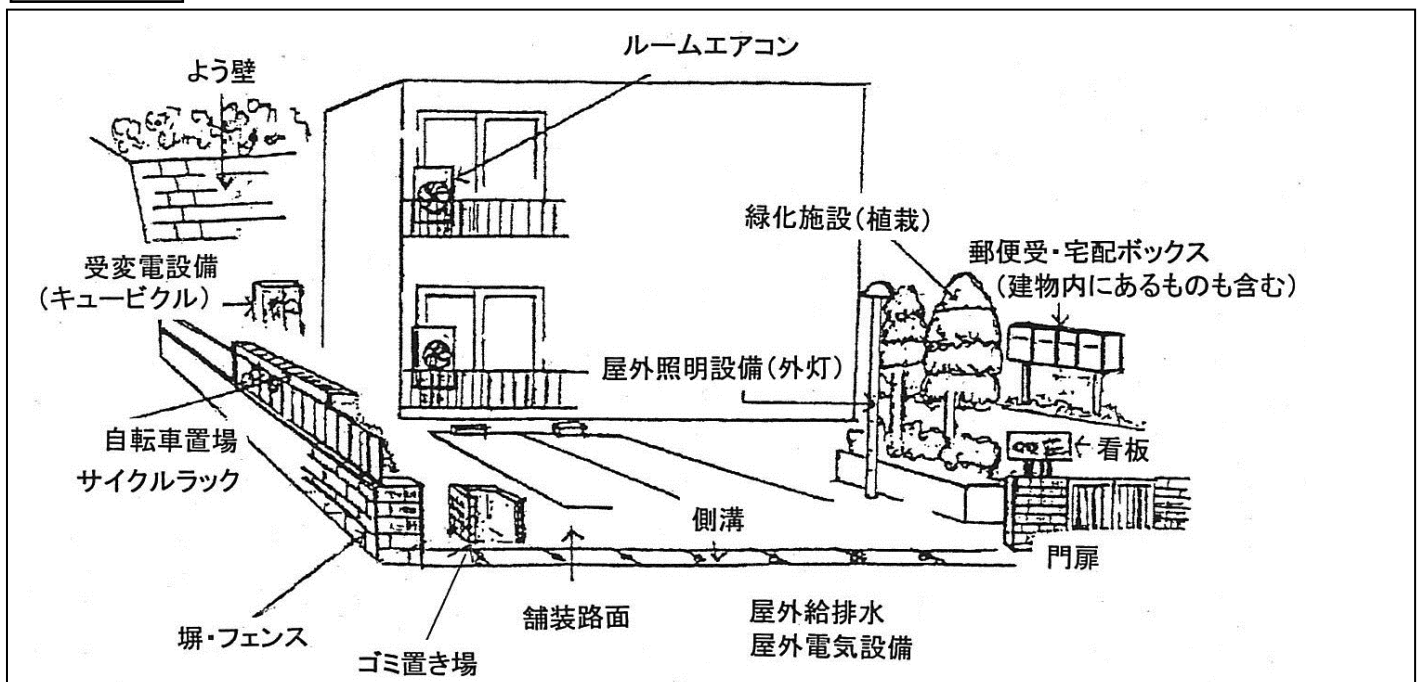 ルームエアコン
よう壁
緑化施設(植栽)
郵便受・宅配ボックス
(建物内にあるものも含む)
受変電設備
(キュービクル)
屋外照明設備(外灯)
自転車置場
サイクルラック
看板
側溝
門扉
舗装路面
屋外給排水
屋外電気設備
塀・フェンス
ゴミ置き場